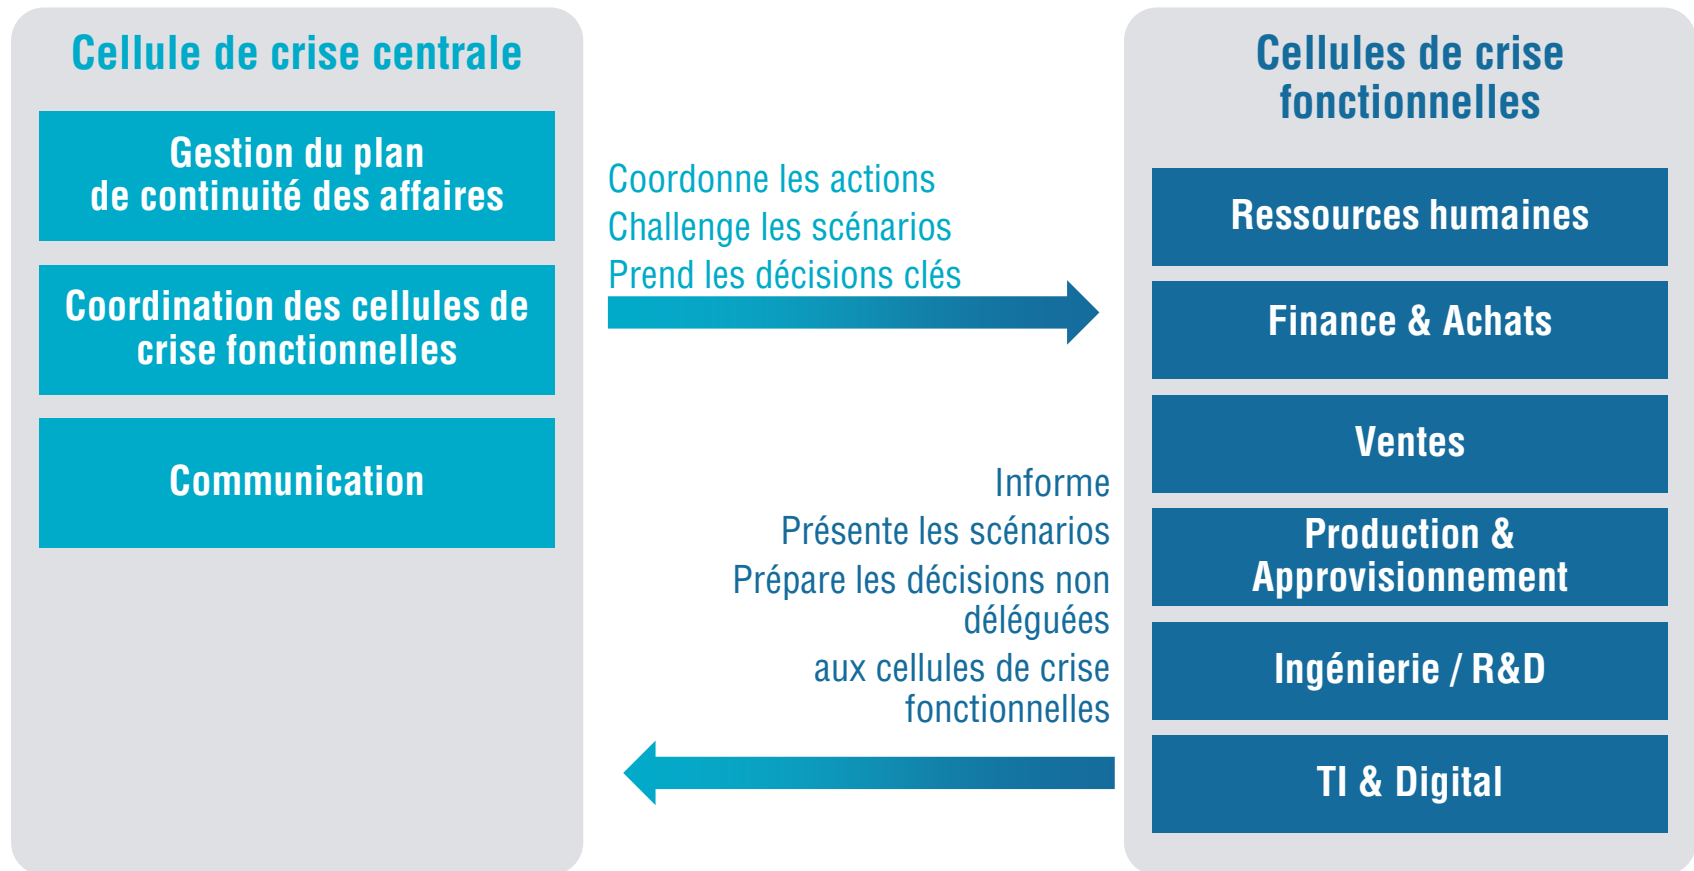 Cellule de crise centrale
Gestion du plan
de continuité des affaires
Coordination des cellules de
crise fonctionnelles
Communication
Coordonne les actions
Challenge les scénarios
Prend les décisions clés
Informe
Présente les scénarios
Prépare les décisions non
déléguées
aux cellules de crise
fonctionnelles
Cellules de crise
fonctionnelles
Ressources humaines
Finance & Achats
Ventes
Production &
Approvisionnement
Ingénierie / R&D
TI & Digital